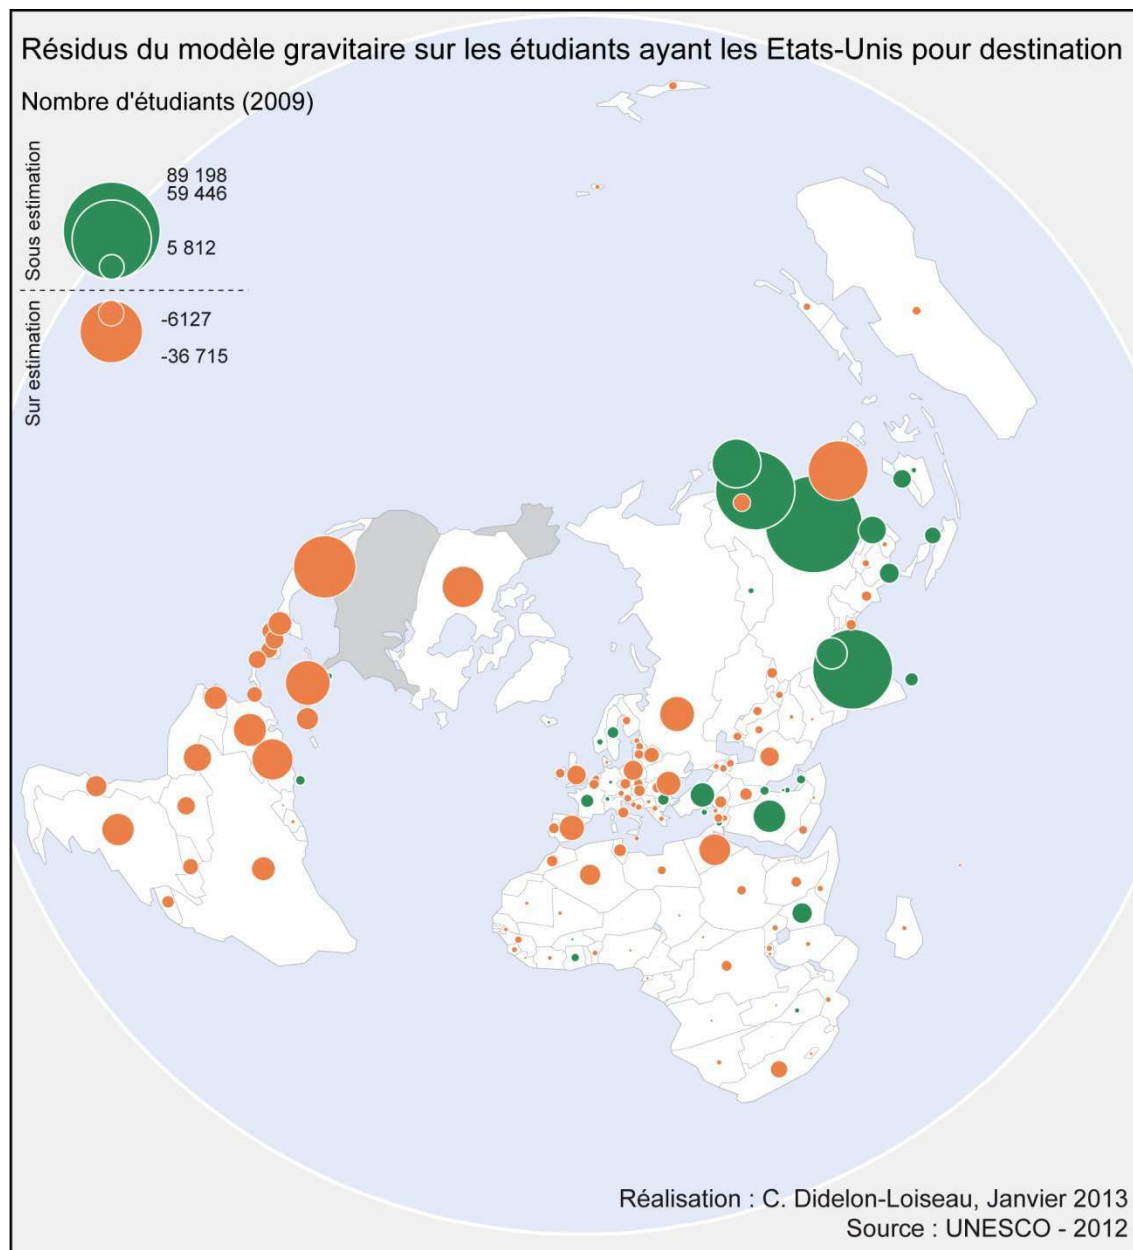 Résidus du modèle gravitaire sur les étudiants ayant les Etats-Unis pour destination
Nombre d'étudiants (2009)
Sous estimation
89 198
59 446
5 812
Sur estimation
-6127
-36 715
Réalisation : C. Didelon-Loiseau, Janvier 2013
Source : UNESCO - 2012